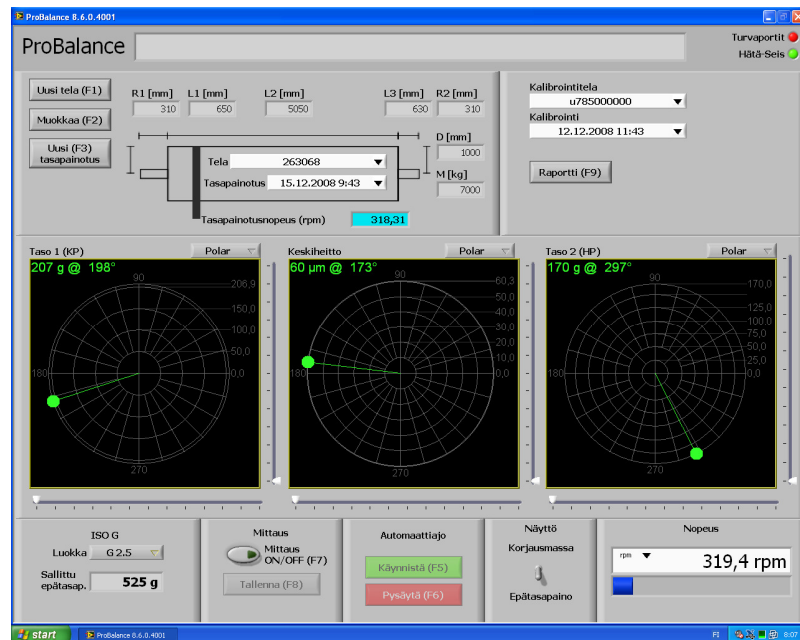 ProBalance 8.6.0.4001
ProBalance
Turvaportit
Hätä-Seis
Uusi tela (F1)
Muokkaa (F2)
Uusi (F3)
tasapainotus
R1 [mm] L1 [mm] L2 [mm] L3 [mm] R2 [mm]
310 650 5050 630 310
D [mm]
1000
M [kg]
7000
Tela 263068
Tasapainotus 15.12.2008 9:43
Tasapainotusnopeus (rpm) 318,31
Kalibrointitela
u785000000
Kalibrointi
12.12.2008 11:43
Raportti (F9)
Taso 1 (KP) Polar
207 g @ 198°
90
206,9
150,0
100,0
50,0
180 0,0
270
Keskiheitto Polar
60 µm @ 173°
90
60,3
50,0
40,0
30,0
20,0
10,0
180 0,0
270
Taso 2 (HP) Polar
170 g @ 297°
90
170,0
125,0
100,0
75,0
50,0
25,0
180 0,0
270
ISO G
Luokka G 2.5
Sallittu
epätasap. 525 g
Mittaus
Mittaus
ON/OFF (F7)
Tallenna (F8)
Automaattiajo
Käynnistä (F5)
Pysäytä (F6)
Näyttö
Korjausmassa
Epätasapaino
Nopeus
rpm 319,4 rpm
start ProBalance 8.6.0.4001 FI 8:07